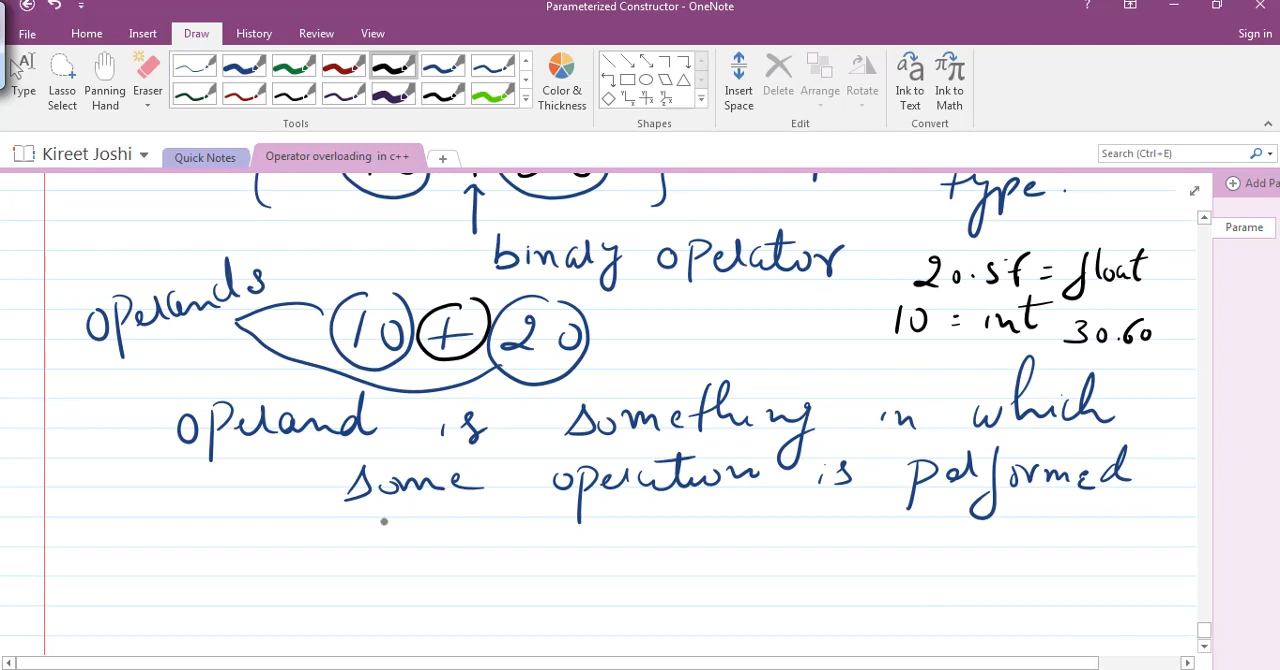 Parameterized Constructor - OneNote
?
File Home Insert Draw History Review View
Sign in
Type
Lasso Select
Panning Hand
Eraser
Color & Thickness
Insert Space
Delete
Arrange
Rotate
Ink to Text
Ink to Math
Tools
Shapes
Edit
Convert
Kireet Joshi
Quick Notes
Operator overloading in c++
Search (Ctrl+E)
Add Pa
Parame
type.
binary operator
20.5f = float
operands
10 + 20
10 = int 30.60
operand is something in which
some operation is performed